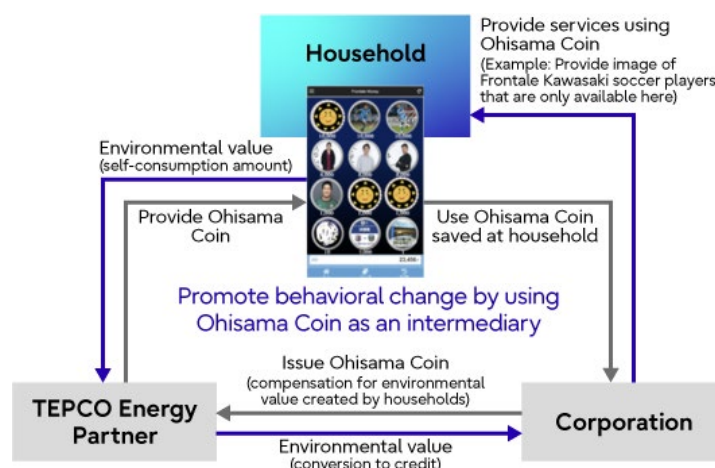 Provide services using
Ohisama Coin
(Example: Provide image of
Frontale Kawasaki soccer players
that are only available here)
Household
Environmental value
(self-consumption amount)
Provide Ohisama
Coin
Use Ohisama Coin
saved at household
Promote behavioral change by using
Ohisama Coin as an intermediary
Issue Ohisama Coin
(compensation for environmental
value created by households)
TEPCO Energy
Partner
Corporation
Environmental value
(conversion to credit)